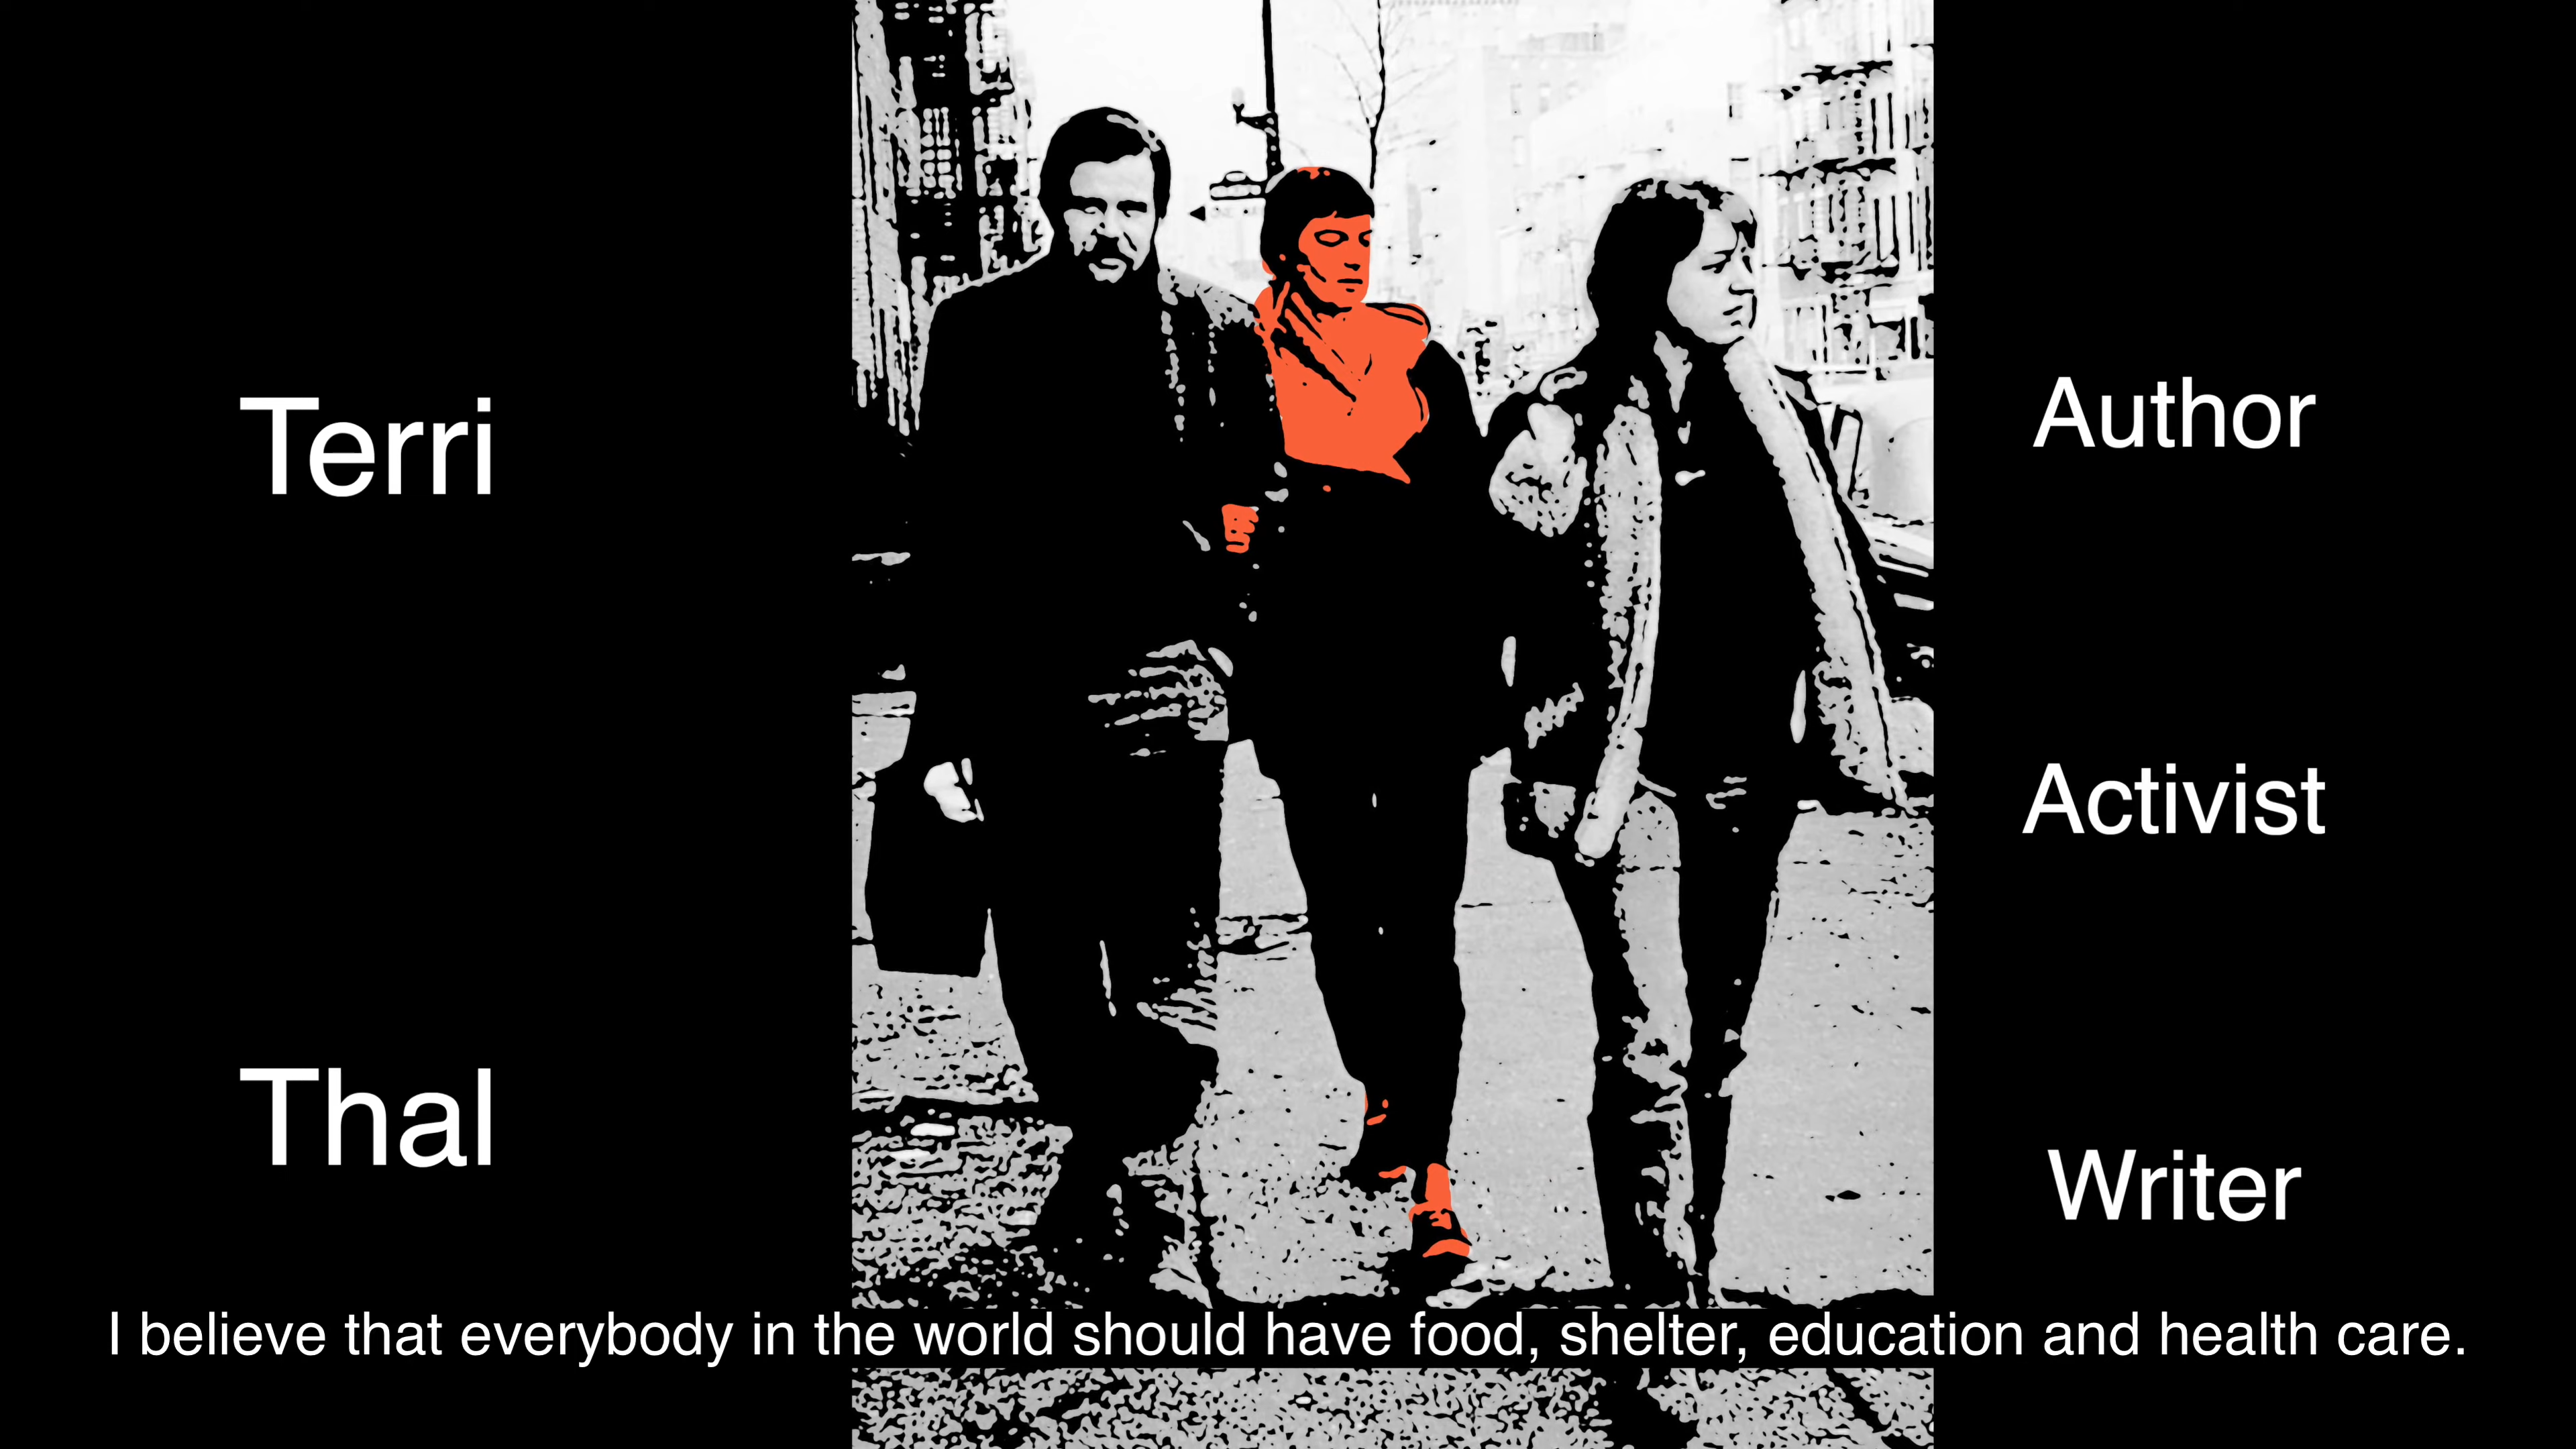 Terri
Thal
Author
Activist
Writer
I believe that everybody in the world should have food, shelter, education and health care.